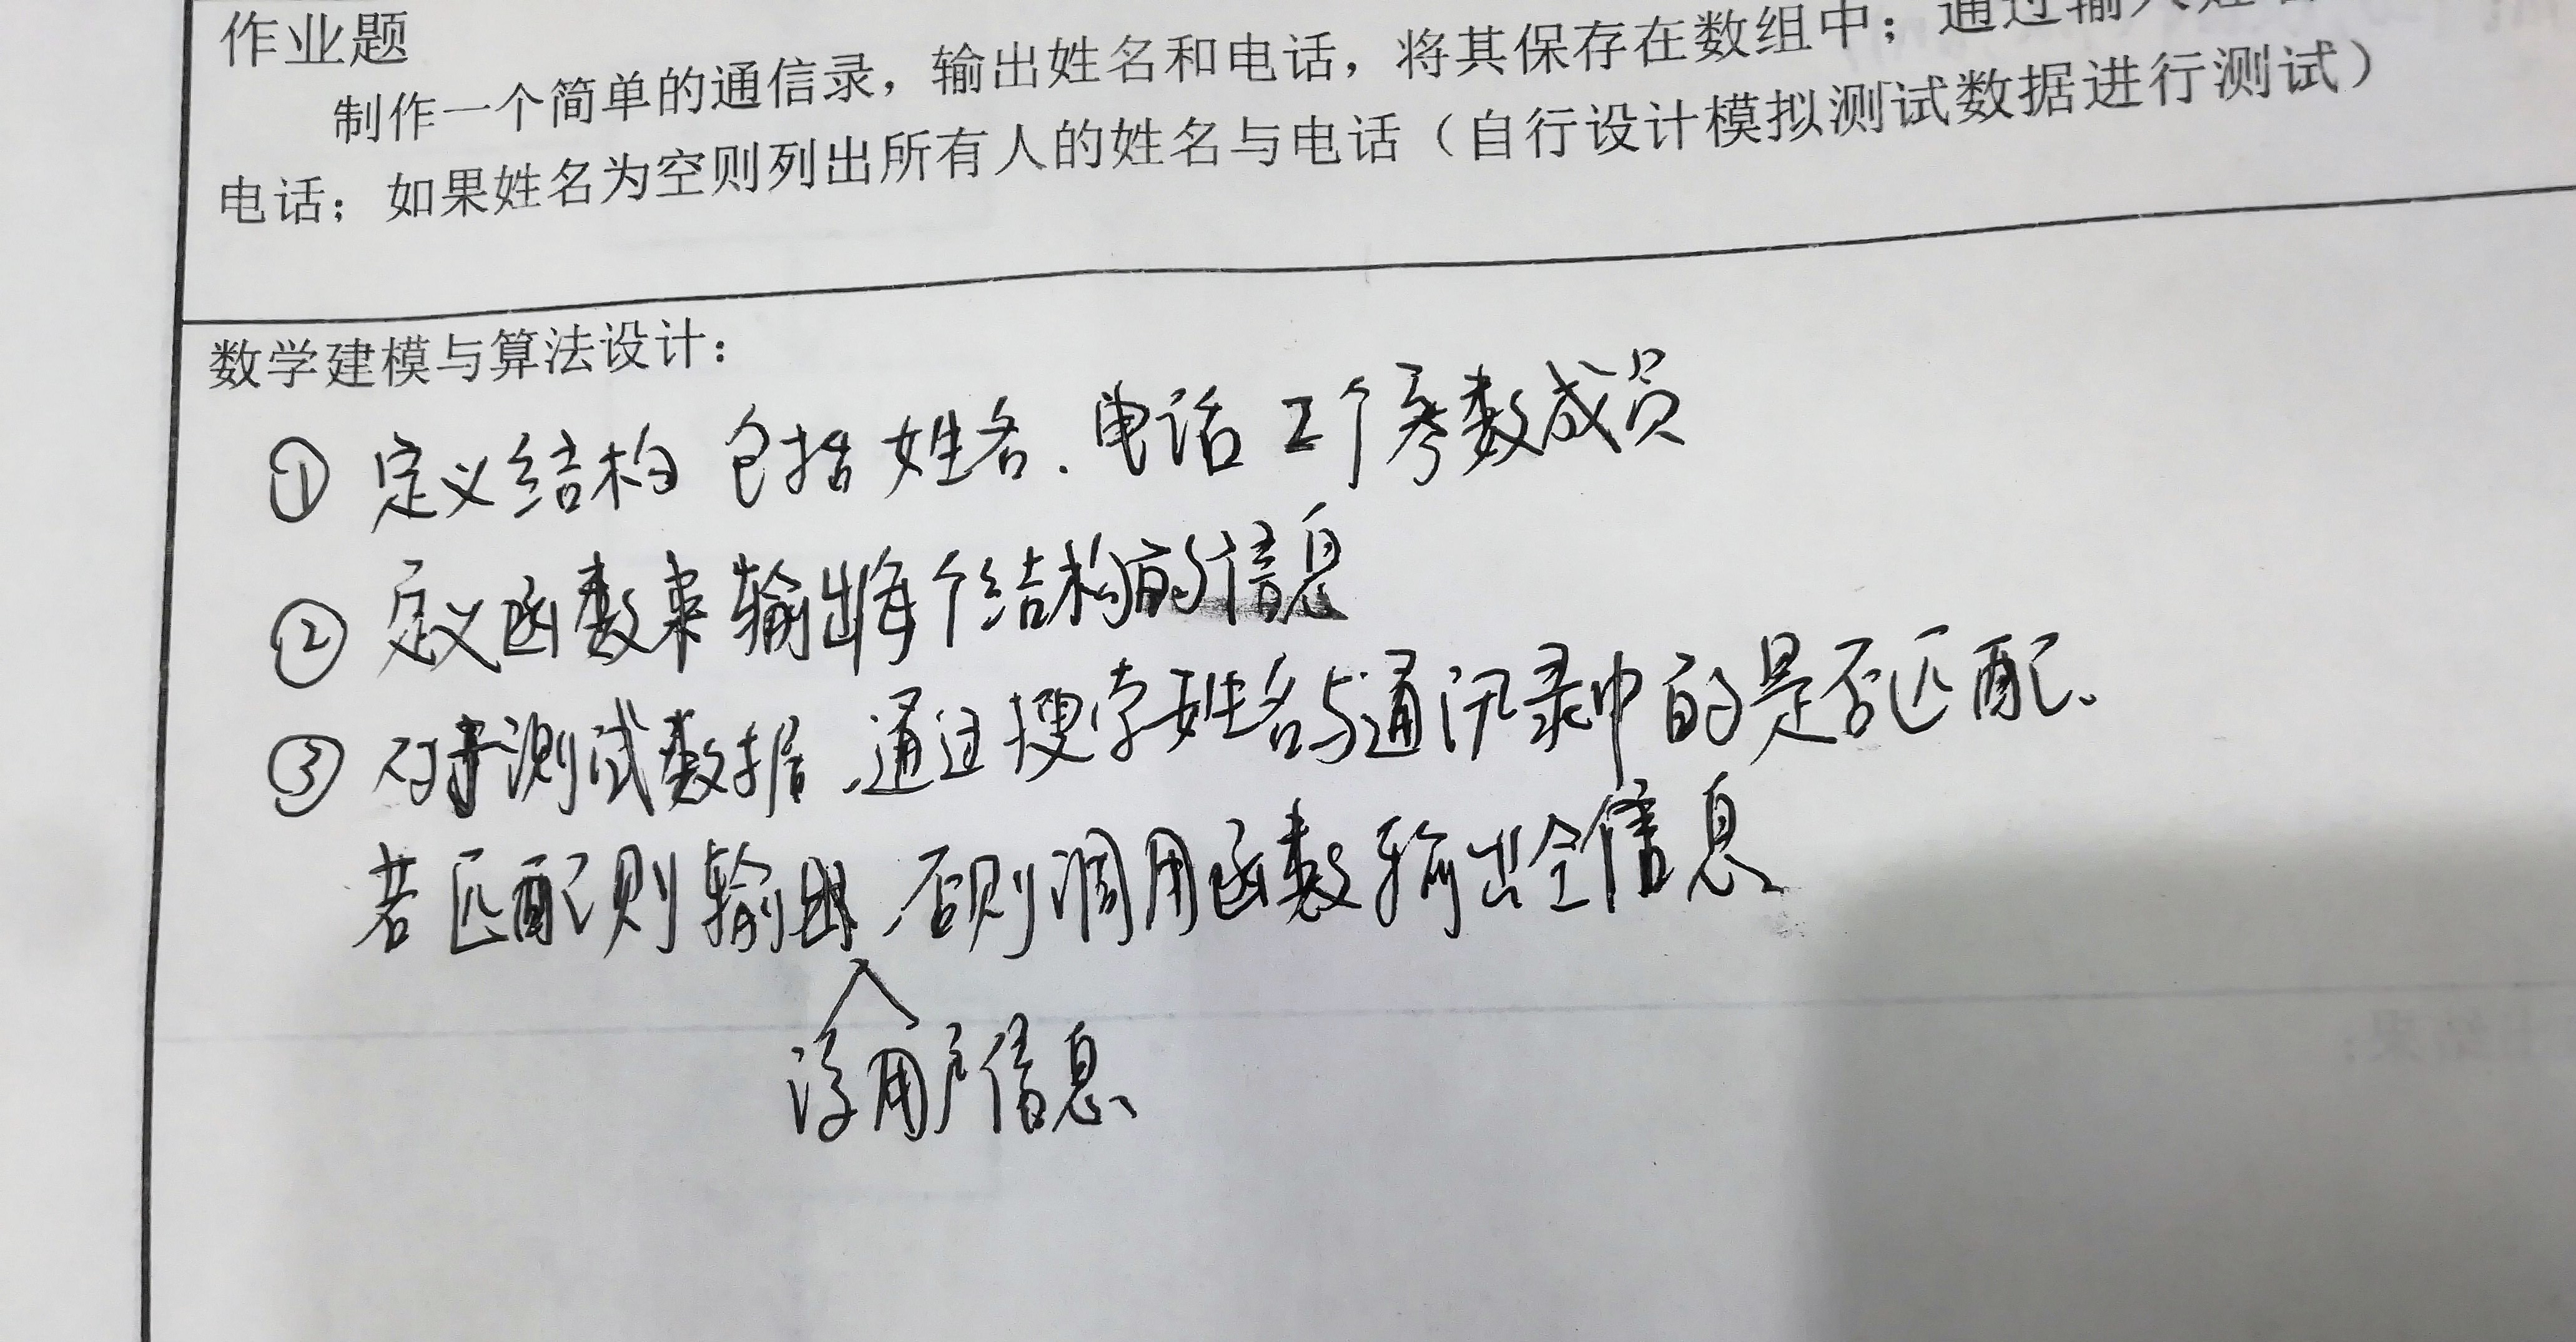 作业题
制作一个简单的通信录，输出姓名和电话，将其保存在数组中；通过输入姓名
电话；如果姓名为空则列出所有人的姓名与电话（自行设计模拟测试数据进行测试）
数学建模与算法设计：
① 定义结构 包括姓名、电话 2个参数成员
② 定义函数来输出每个结构的信息
③ 对于测试数据，通过搜索姓名与通讯录中的是否匹配。
若匹配则输出，否则调用函数输出全信息
该用户信息